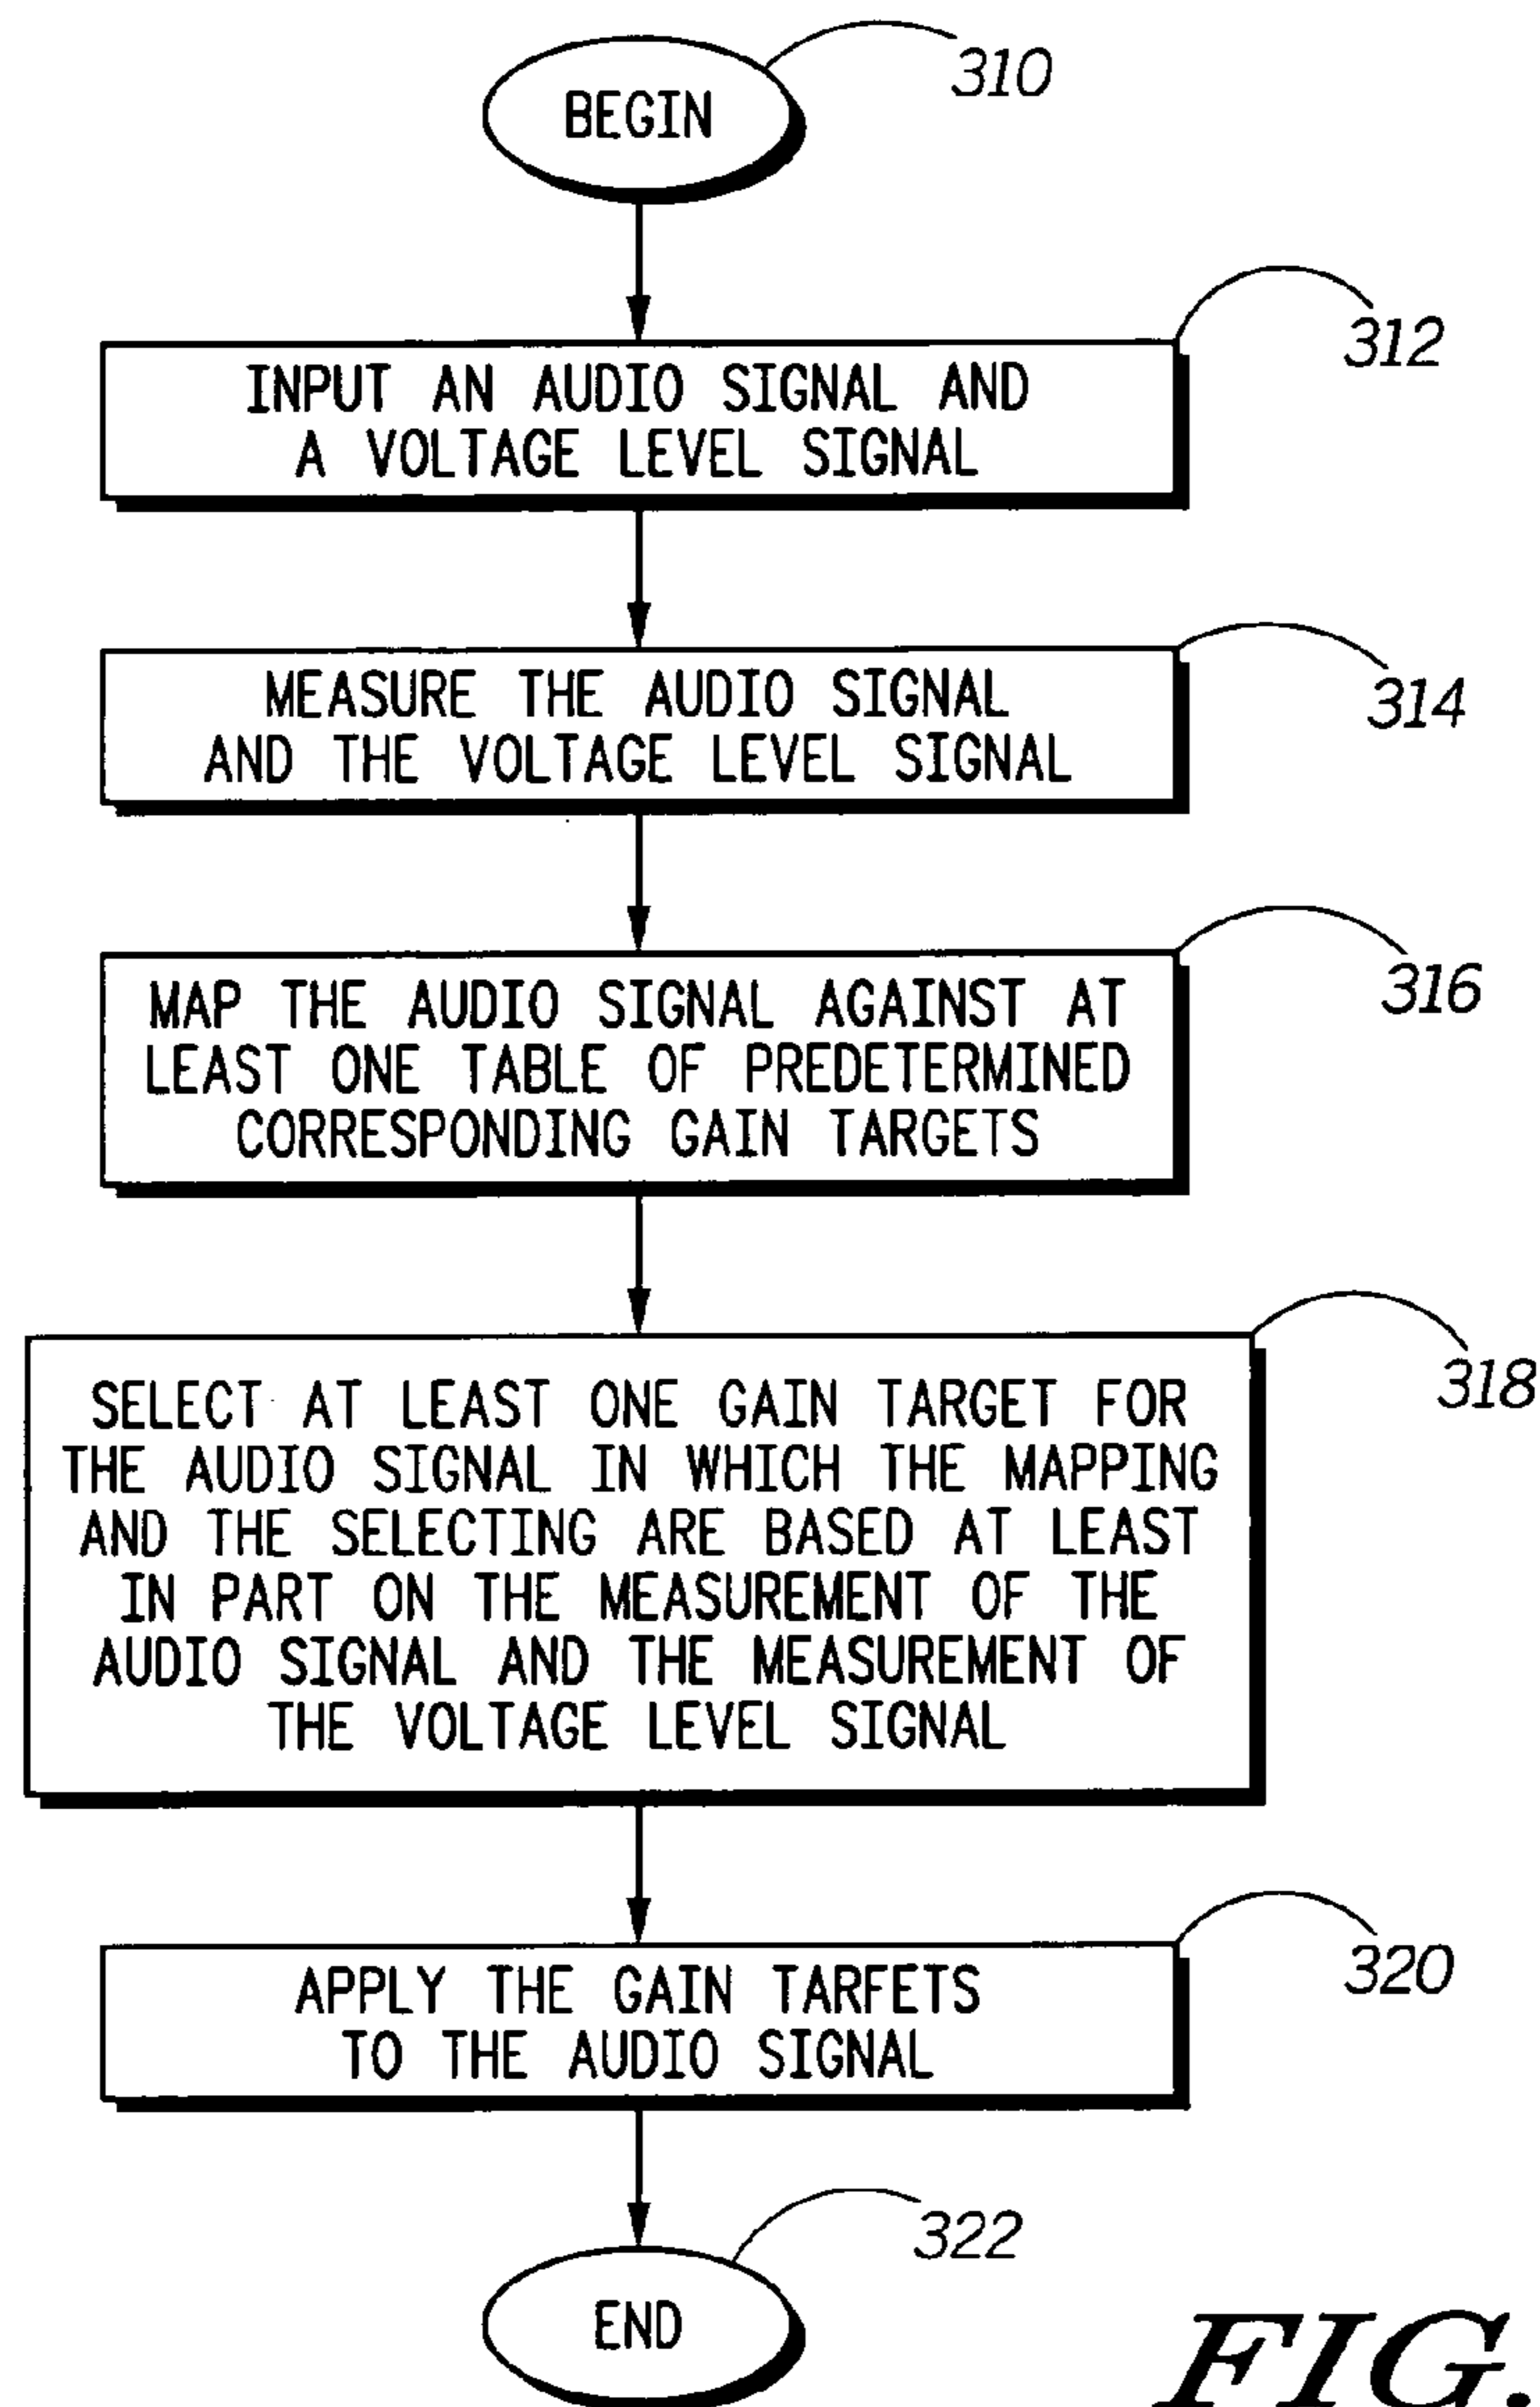 310
BEGIN
312
INPUT AN AUDIO SIGNAL AND
A VOLTAGE LEVEL SIGNAL
314
MEASURE THE AUDIO SIGNAL
AND THE VOLTAGE LEVEL SIGNAL
316
MAP THE AUDIO SIGNAL AGAINST AT
LEAST ONE TABLE OF PREDETERMINED
CORRESPONDING GAIN TARGETS
318
SELECT AT LEAST ONE GAIN TARGET FOR
THE AUDIO SIGNAL IN WHICH THE MAPPING
AND THE SELECTING ARE BASED AT LEAST
IN PART ON THE MEASUREMENT OF THE
AUDIO SIGNAL AND THE MEASUREMENT OF
THE VOLTAGE LEVEL SIGNAL
320
APPLY THE GAIN TARFETS
TO THE AUDIO SIGNAL
322
END
FIG.